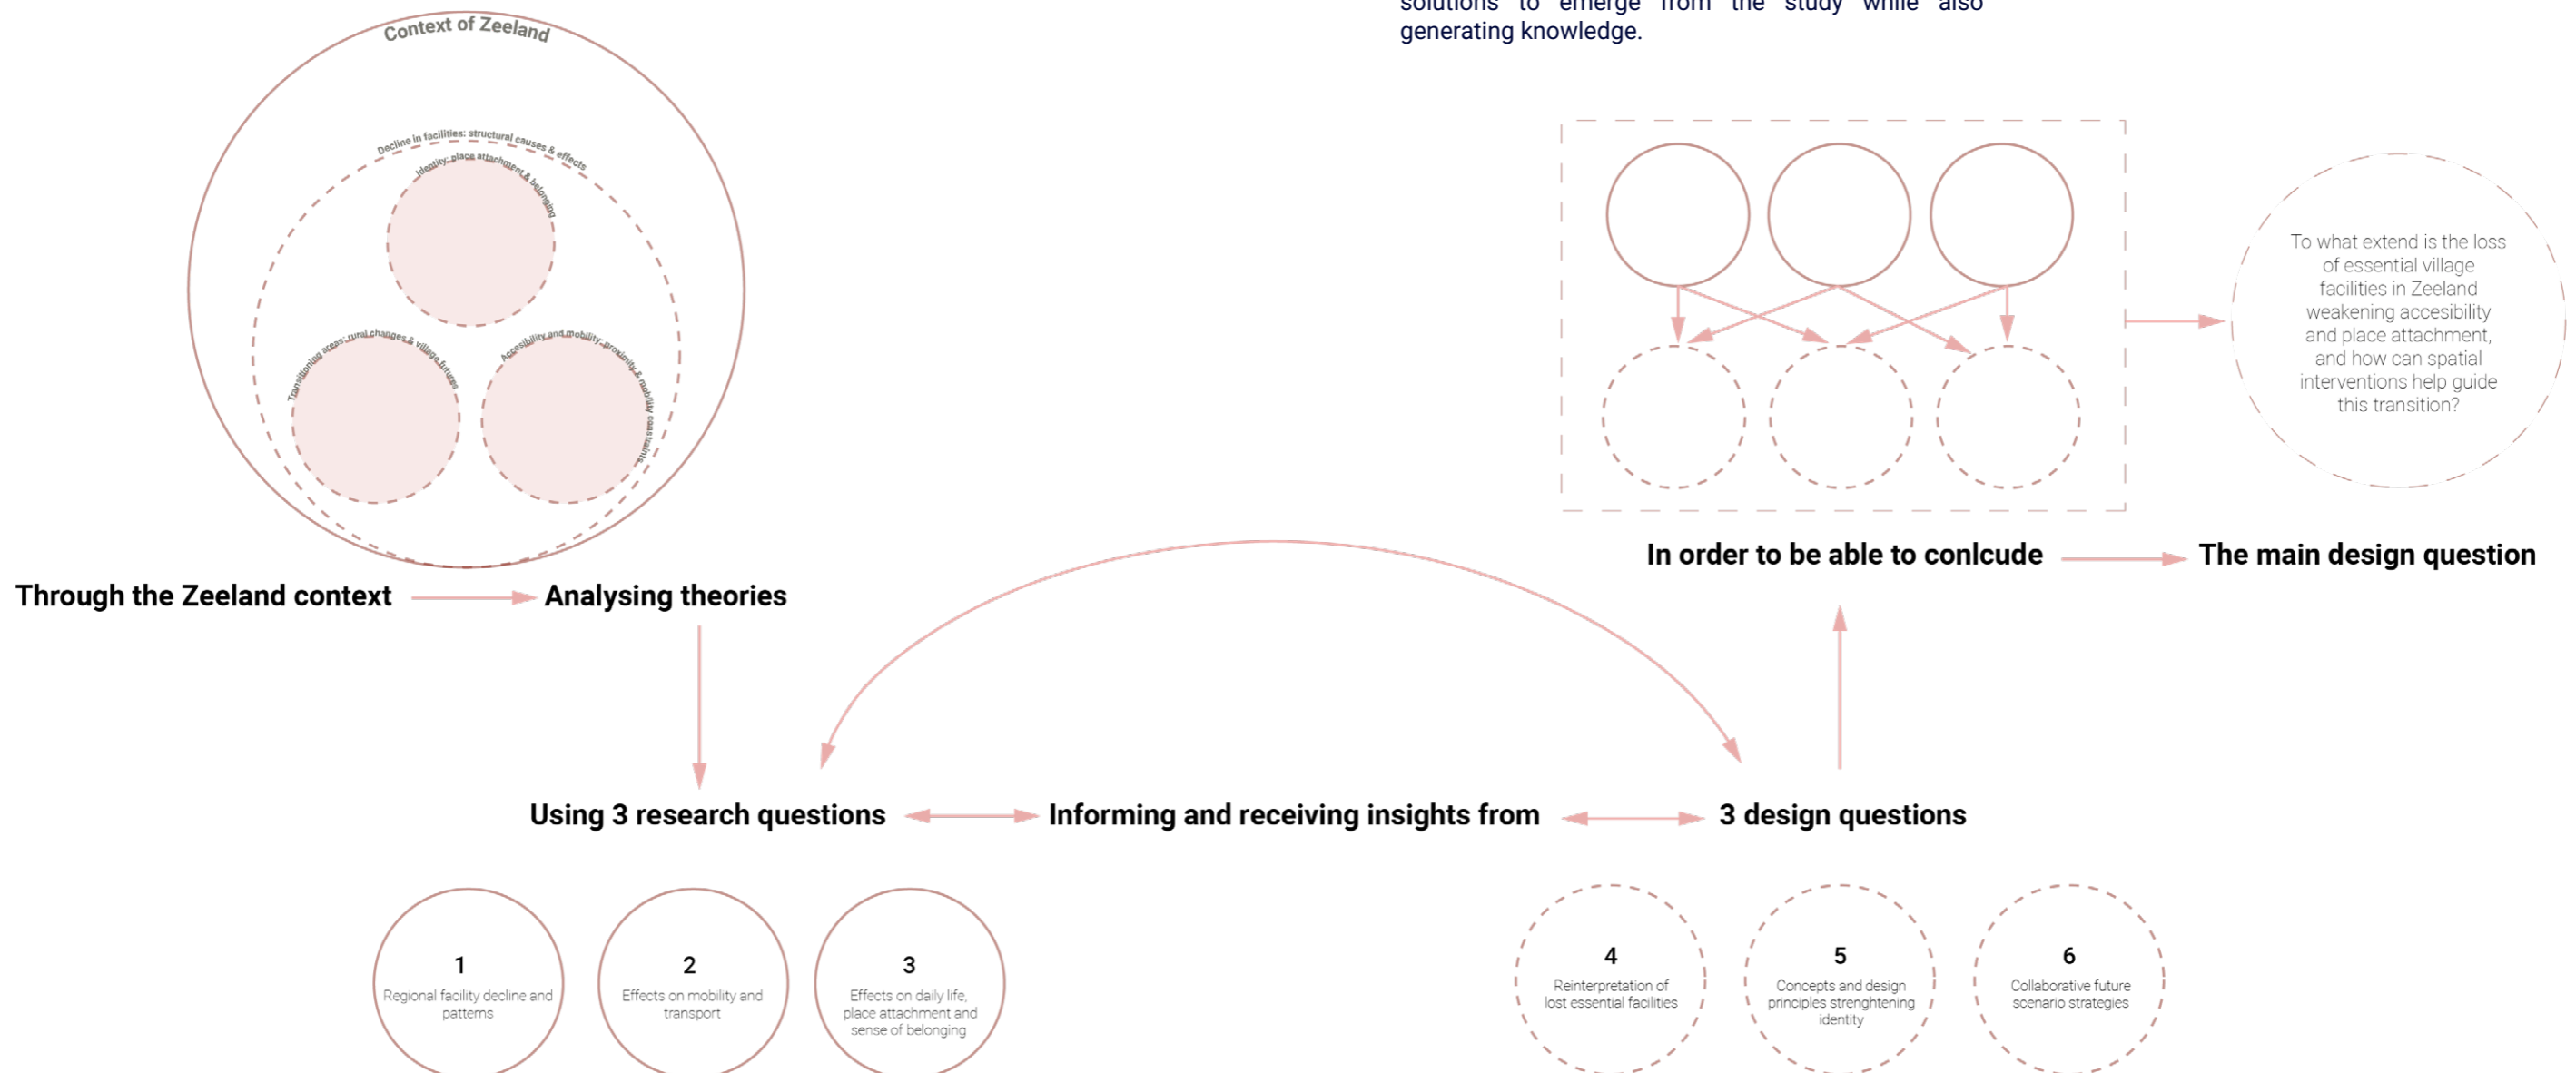 solutions to emerge from the study while also
generating knowledge.
Context of Zeeland
Decline in facilities: structural causes & effects
Identity: place attachment & belonging
Transitioning areas: rural changes & village futures
Accesibility and mobility: proximity & mobility constraints
To what extend is the loss
of essential village
facilities in Zeeland
weakening accesibility
and place attachment,
and how can spatial
interventions help guide
this transition?
In order to be able to conlcude
The main design question
Through the Zeeland context
Analysing theories
Using 3 research questions
Informing and receiving insights from
3 design questions
1
Regional facility decline and
patterns
2
Effects on mobility and
transport
3
Effects on daily life,
place attachment and
sense of belonging
4
Reinterpretation of
lost essential facilities
5
Concepts and design
principles strenghtening
identity
6
Collaborative future
scenario strategies